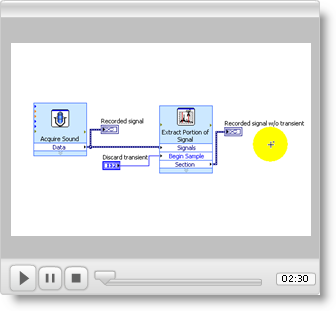 Recorded signal
Acquire Sound
Data
Discard transient
Extract Portion of
Signal
Signals
Begin Sample
Section
Recorded signal w/o transient
02:30